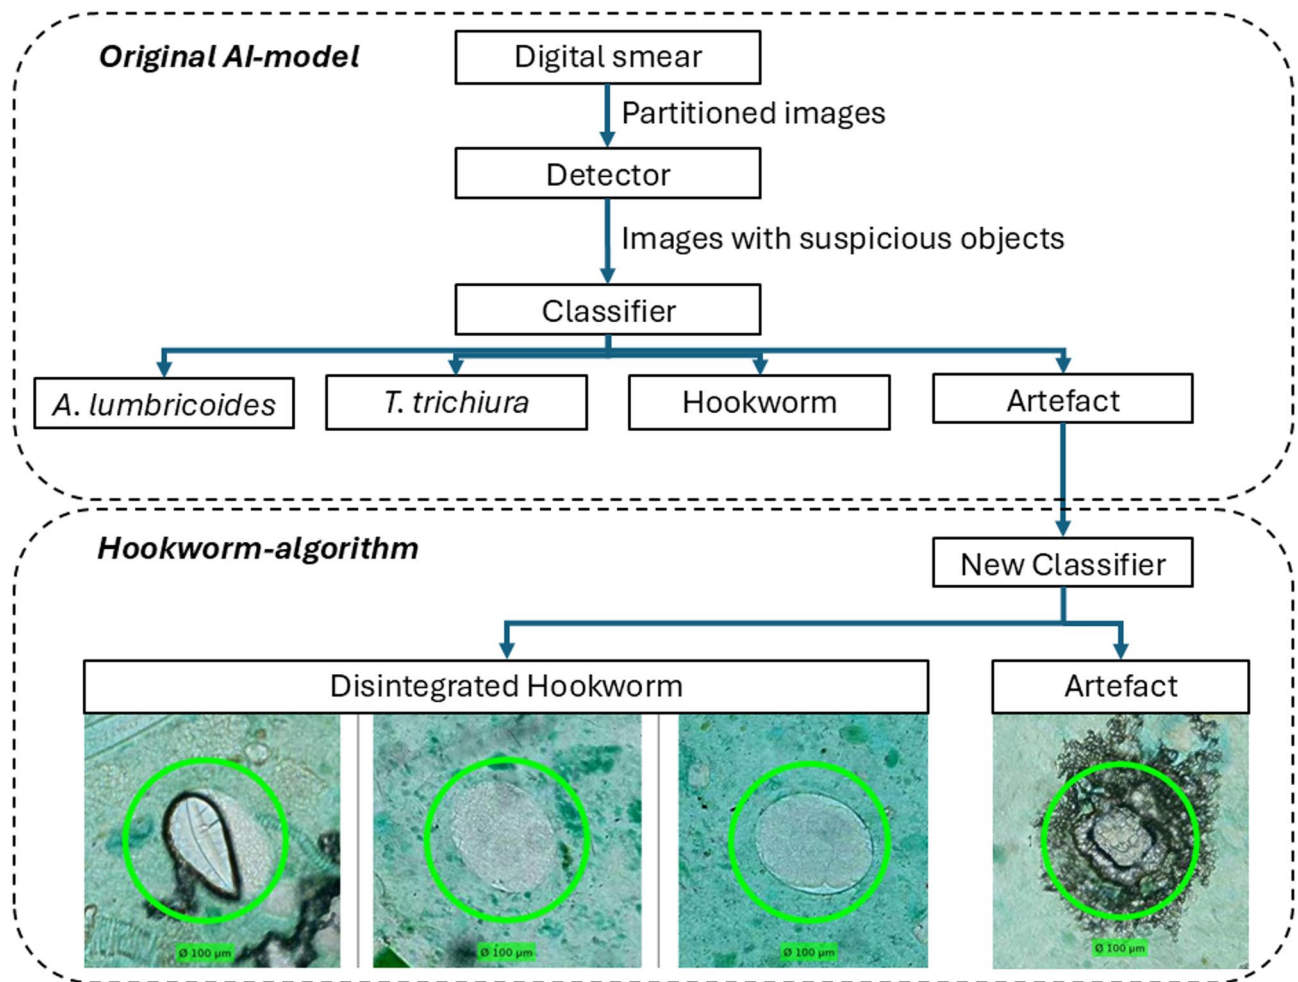 Original AI-model
Digital smear
Partitioned images
Detector
Images with suspicious objects
Classifier
A. lumbricoides
T. trichiura
Hookworm
Artefact
Hookworm-algorithm
New Classifier
Disintegrated Hookworm
Artefact
Ø 100 µm
Ø 100 µm
Ø 100 µm
Ø 100 µm